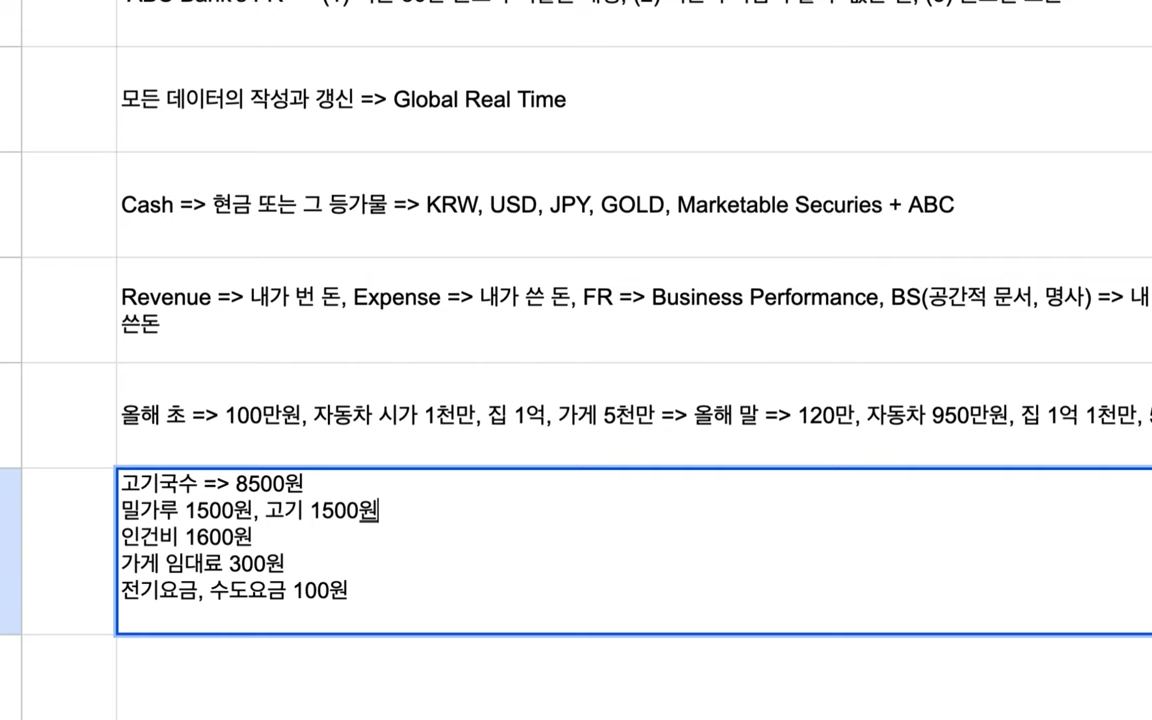 모든 데이터의 작성과 갱신 => Global Real Time
Cash => 현금 또는 그 등가물 => KRW, USD, JPY, GOLD, Marketable Securies + ABC
Revenue => 내가 번 돈, Expense => 내가 쓴 돈, FR => Business Performance, BS(공간적 문서, 명사) => 내
쓴돈
올해 초 => 100만원, 자동차 시가 1천만, 집 1억, 가게 5천만 => 올해 말 => 120만, 자동차 950만원, 집 1억 1천만,
고기국수 => 8500원
밀가루 1500원, 고기 1500원
인건비 1600원
가게 임대료 300원
전기요금, 수도요금 100원